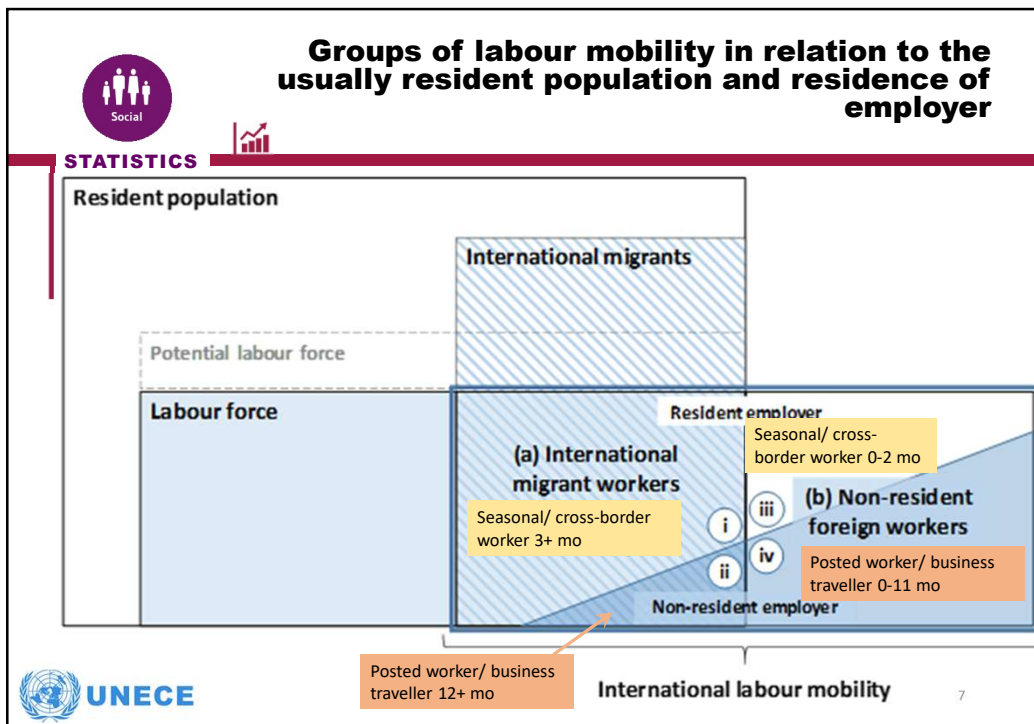 Groups of labour mobility in relation to the
usually resident population and residence of
employer
Social
STATISTICS
Resident population
International migrants
Potential labour force
Labour force
Resident employer
Seasonal/ cross-
border worker 0-2 mo
(a) International
migrant workers
Seasonal/ cross-border
worker 3+ mo
i
iii
(b) Non-resident
foreign workers
ii
iv
Posted worker/ business
traveller 0-11 mo
Non-resident employer
Posted worker/ business
traveller 12+ mo
International labour mobility
UNECE
7